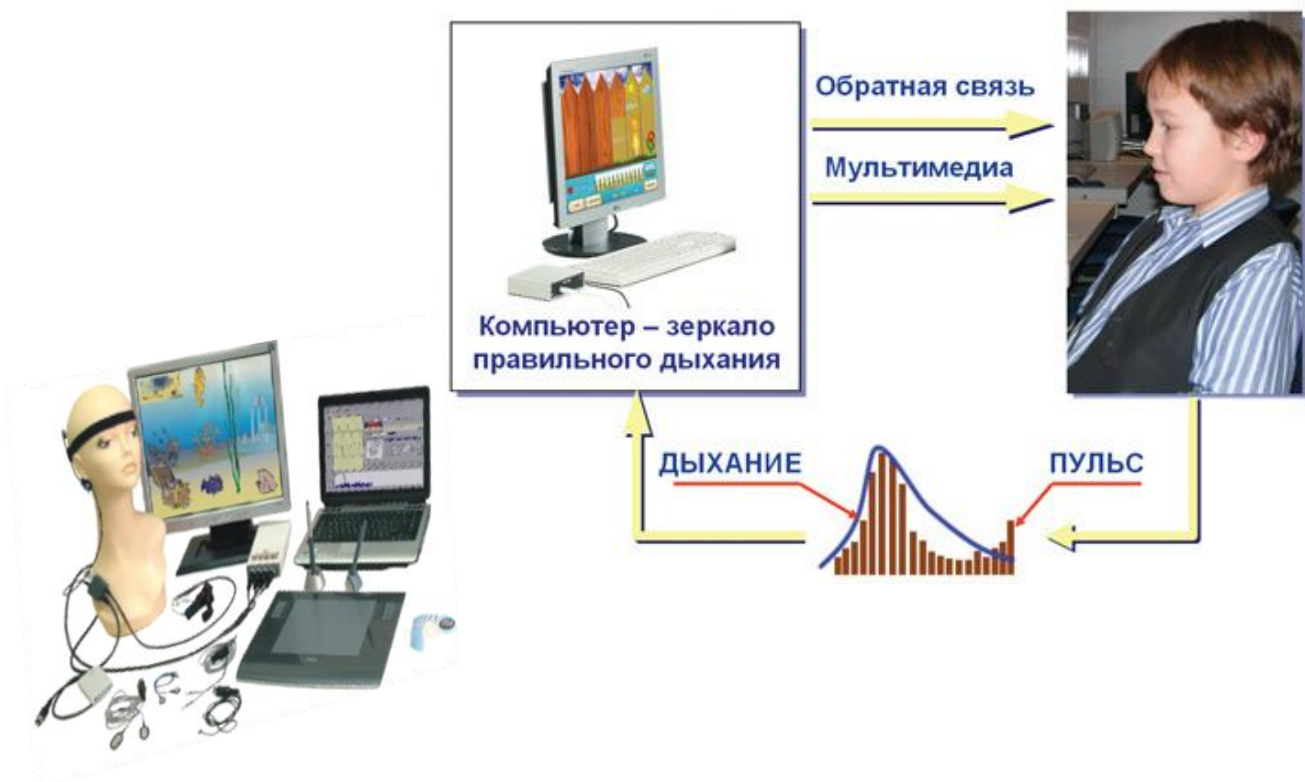 Обратная связь
Мультимедиа
Компьютер – зеркало
правильного дыхания
ДЫХАНИЕ
ПУЛЬС